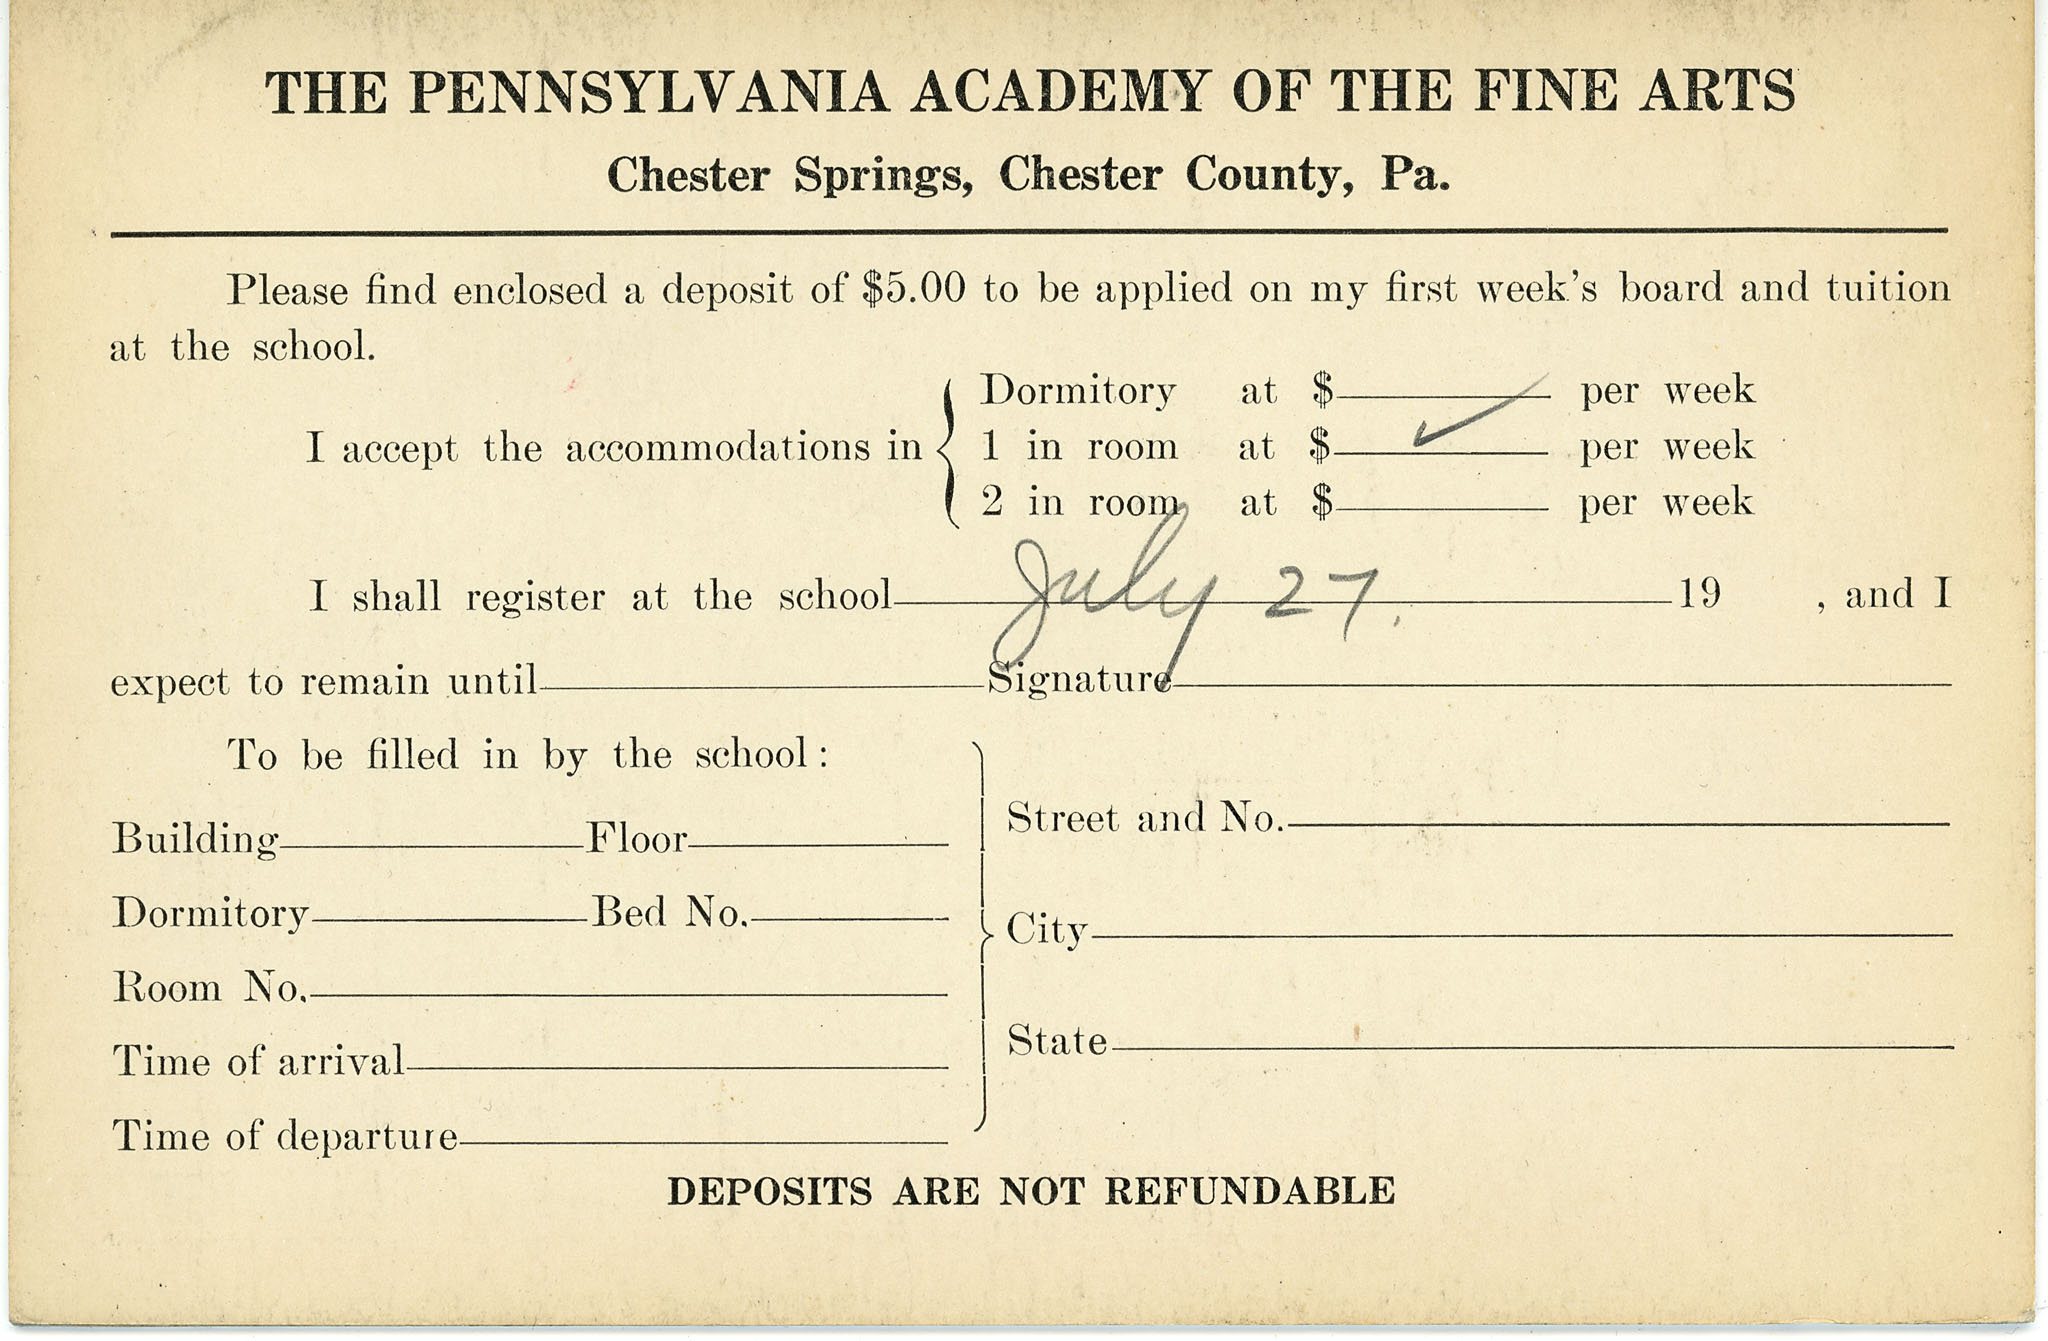 THE PENNSYLVANIA ACADEMY OF THE FINE ARTS
Chester Springs, Chester County, Pa.
Please find enclosed a deposit of $5.00 to be applied on my first week's board and tuition
at the school.
I accept the accommodations in
Dormitory at $ per week
1 in room at $ ✓ per week
2 in room at $ per week
I shall register at the school July 27. 19 , and I
expect to remain until Signature
To be filled in by the school:
Building Floor
Dormitory Bed No.
Room No.
Time of arrival
Time of departure
Street and No.
City
State
DEPOSITS ARE NOT REFUNDABLE